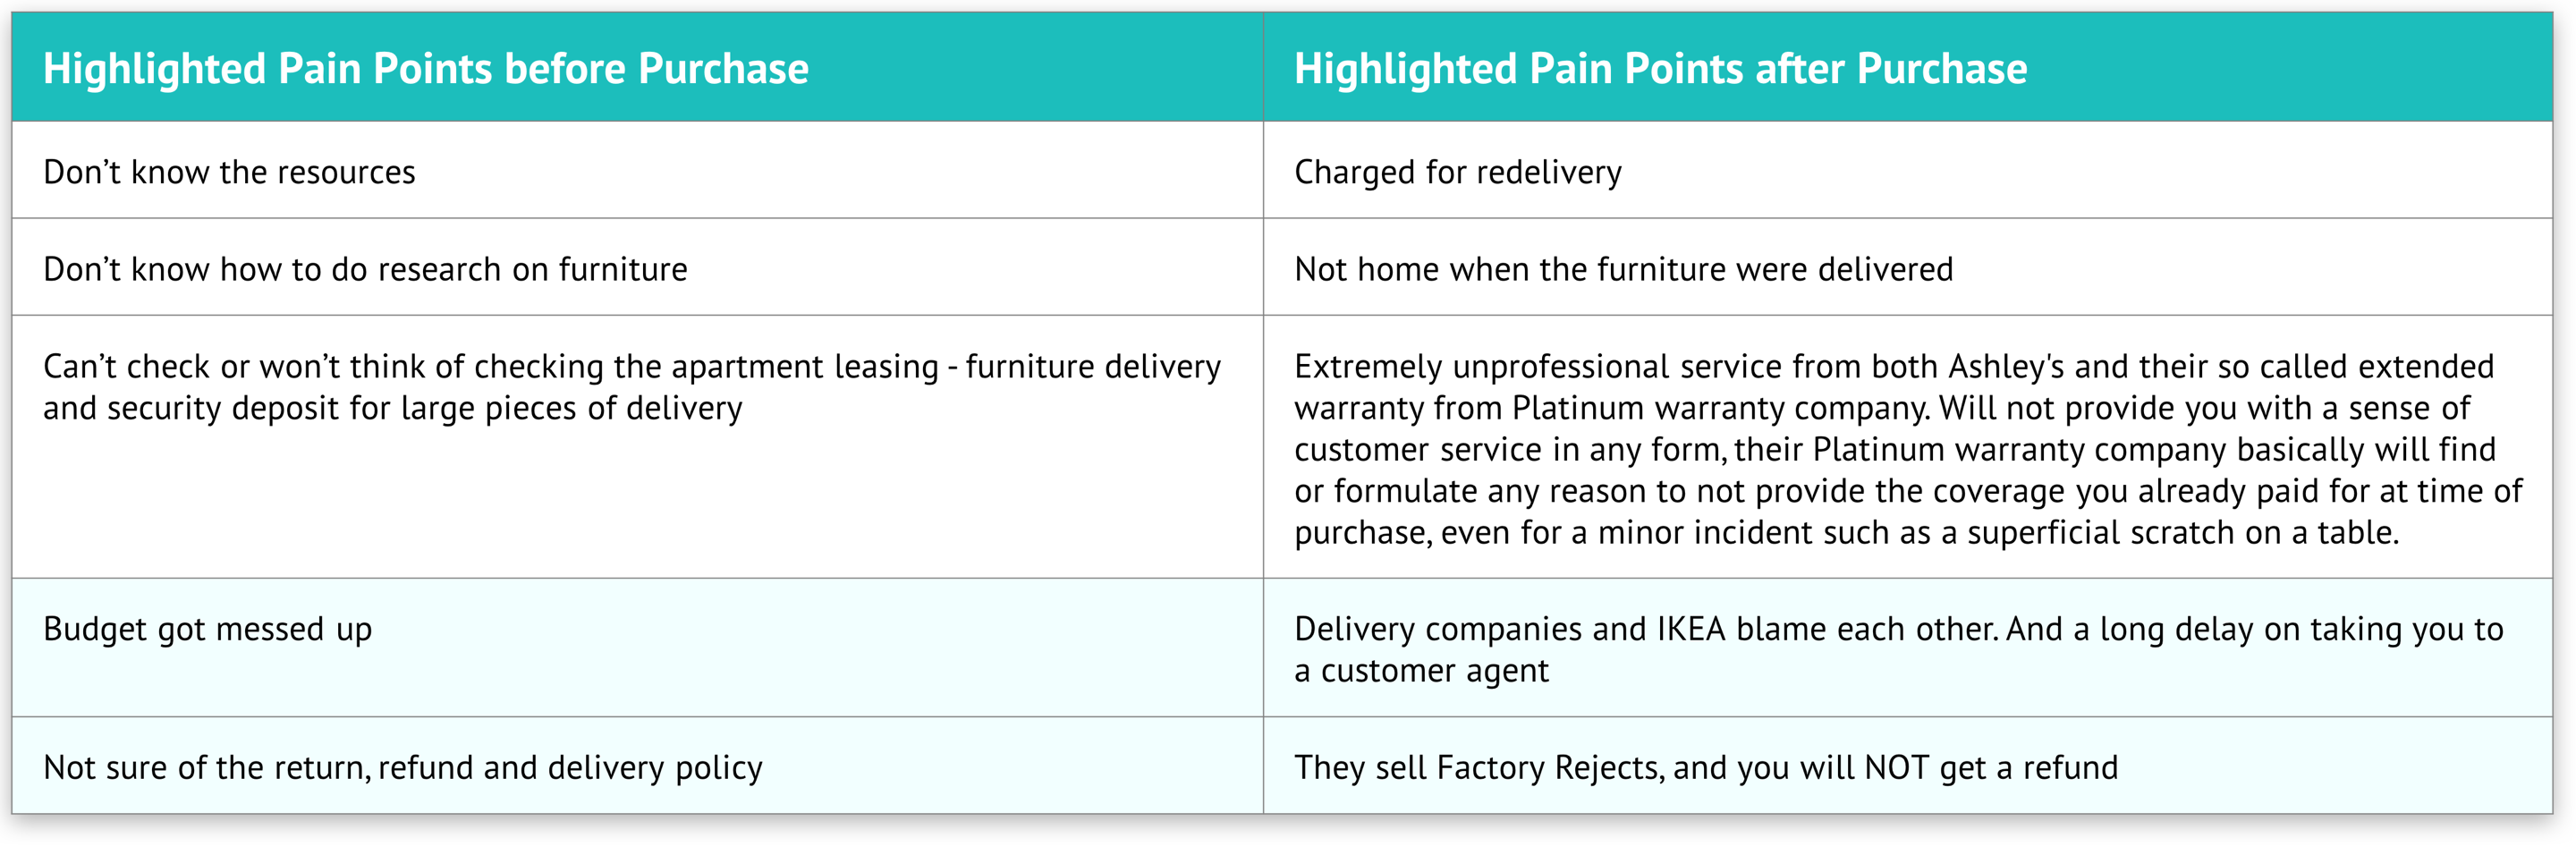 Highlighted Pain Points before Purchase
Highlighted Pain Points after Purchase
Don’t know the resources
Charged for redelivery
Don’t know how to do research on furniture
Not home when the furniture were delivered
Can’t check or won’t think of checking the apartment leasing - furniture delivery
and security deposit for large pieces of delivery
Extremely unprofessional service from both Ashley's and their so called extended
warranty from Platinum warranty company. Will not provide you with a sense of
customer service in any form, their Platinum warranty company basically will find
or formulate any reason to not provide the coverage you already paid for at time of
purchase, even for a minor incident such as a superficial scratch on a table.
Budget got messed up
Delivery companies and IKEA blame each other. And a long delay on taking you to
a customer agent
Not sure of the return, refund and delivery policy
They sell Factory Rejects, and you will NOT get a refund